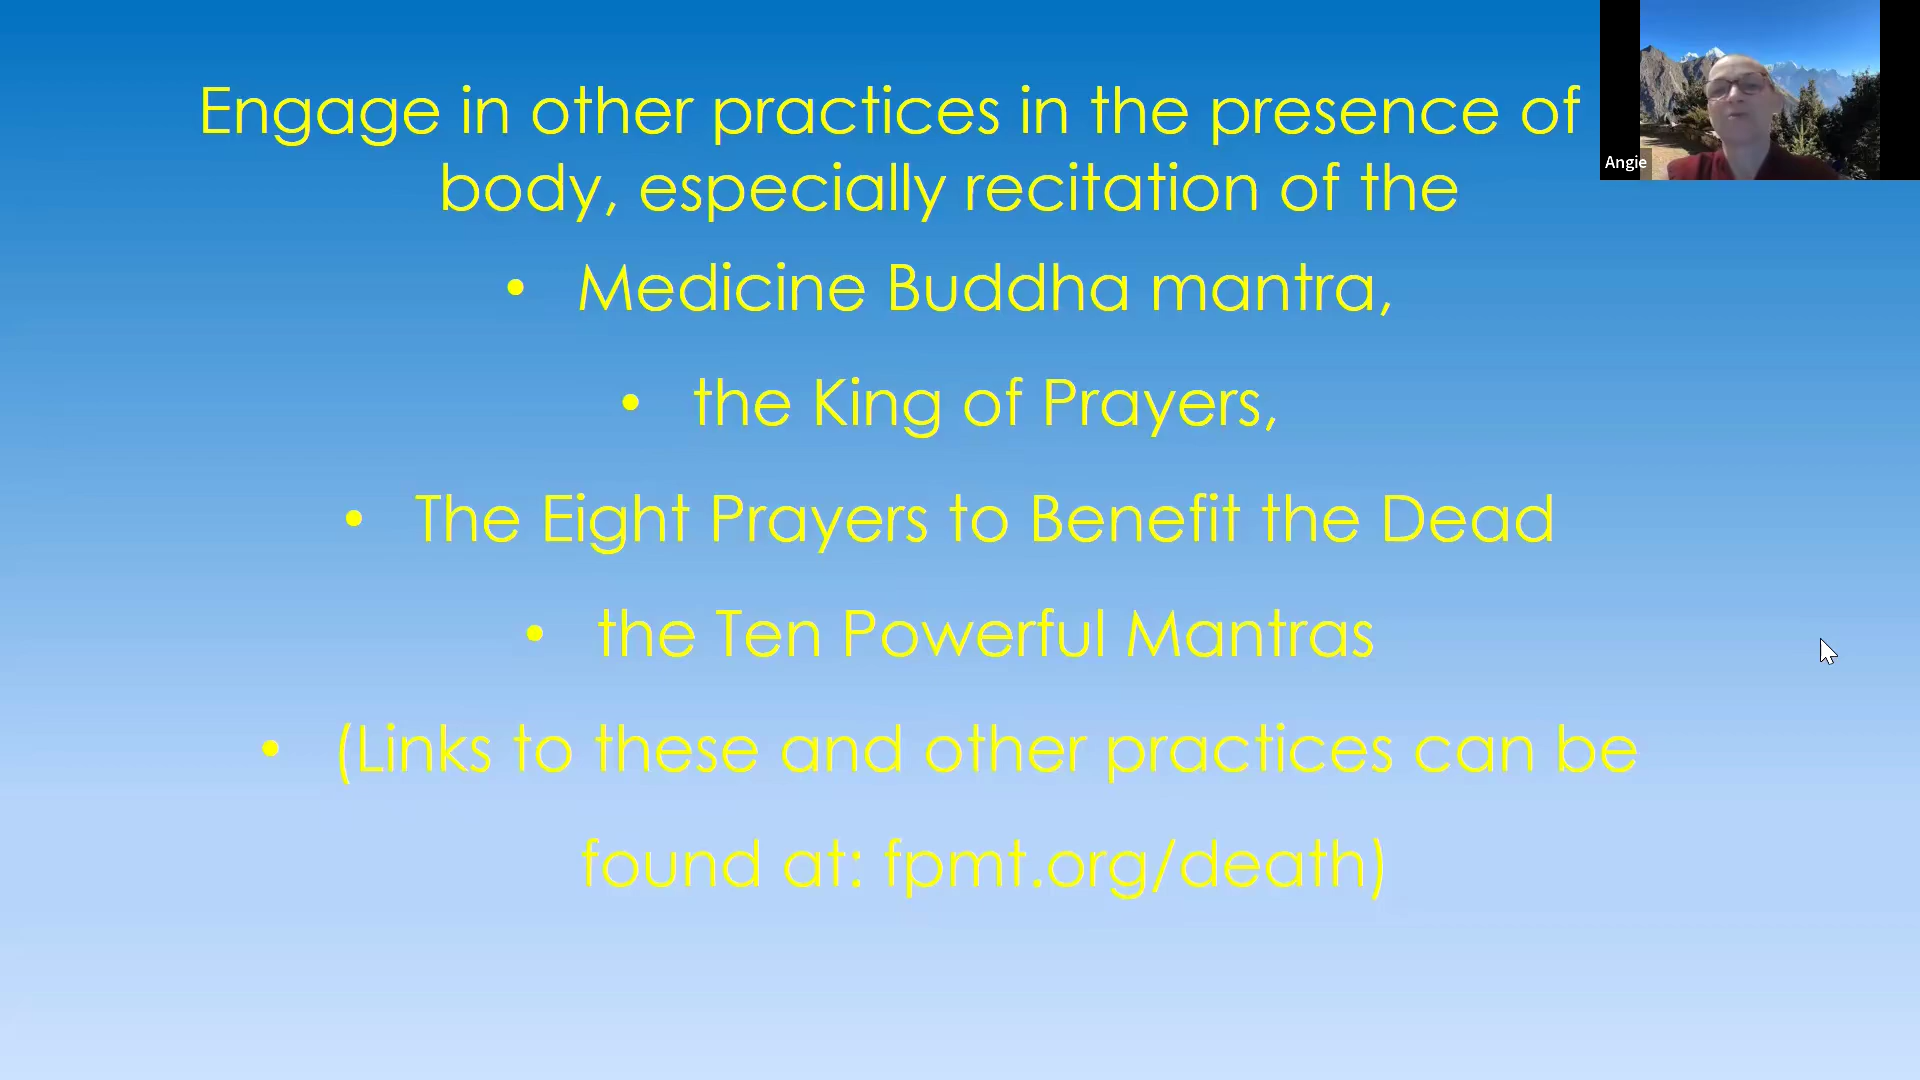 Engage in other practices in the presence of
body, especially recitation of the
• Medicine Buddha mantra,
• the King of Prayers,
• The Eight Prayers to Benefit the Dead
• the Ten Powerful Mantras
• (Links to these and other practices can be
found at: fpmt.org/death)
Angie